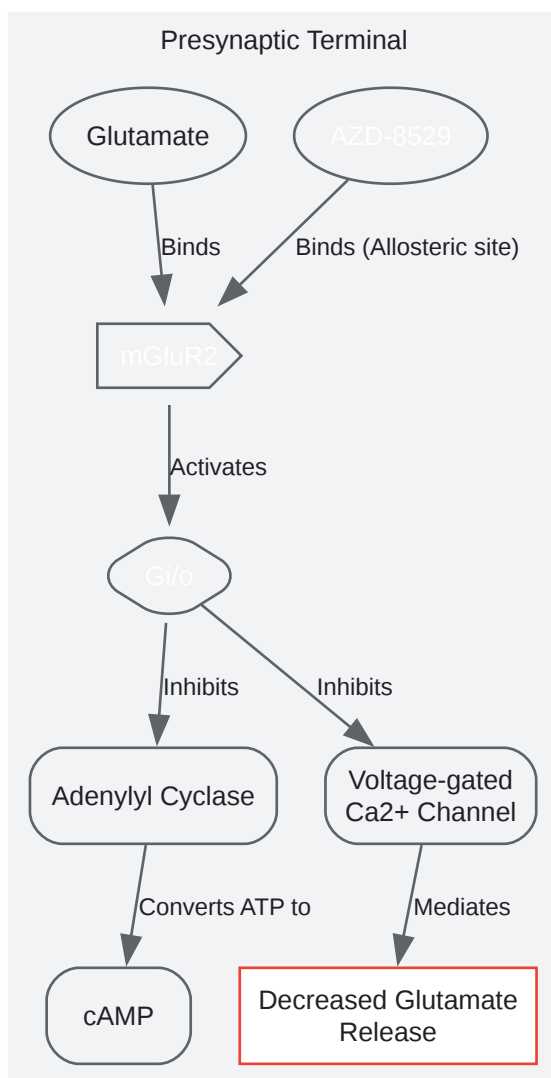 Presynaptic Terminal
Glutamate
AZD-8529
Binds
Binds (Allosteric site)
mGluR2
Activates
Gi/o
Inhibits
Inhibits
Adenylyl Cyclase
Voltage-gated
Ca2+ Channel
Converts ATP to
Mediates
cAMP
Decreased Glutamate
Release